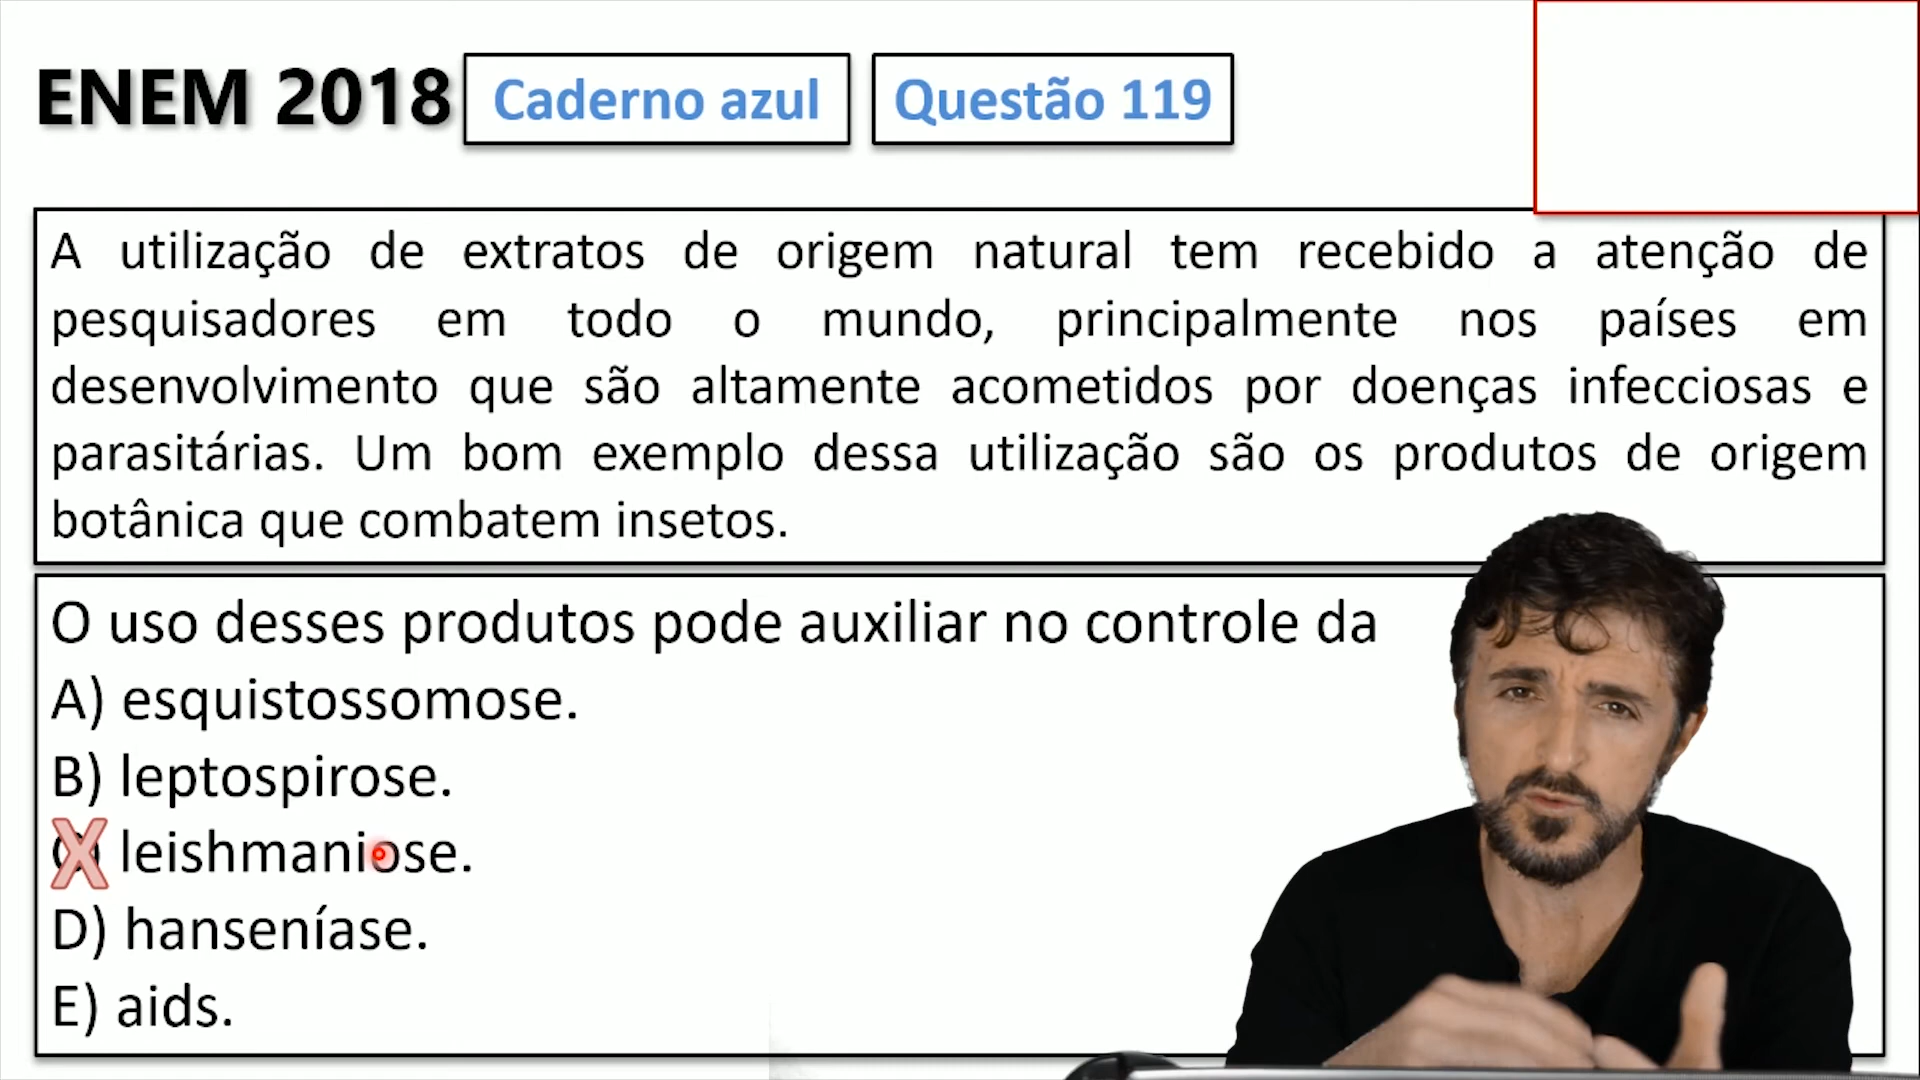 ENEM 2018 Caderno azul Questão 119
A utilização de extratos de origem natural tem recebido a atenção de
pesquisadores em todo o mundo, principalmente nos países em
desenvolvimento que são altamente acometidos por doenças infecciosas e
parasitárias. Um bom exemplo dessa utilização são os produtos de origem
botânica que combatem insetos.
O uso desses produtos pode auxiliar no controle da
A) esquistossomose.
B) leptospirose.
X leishmaniose.
D) hanseníase.
E) aids.